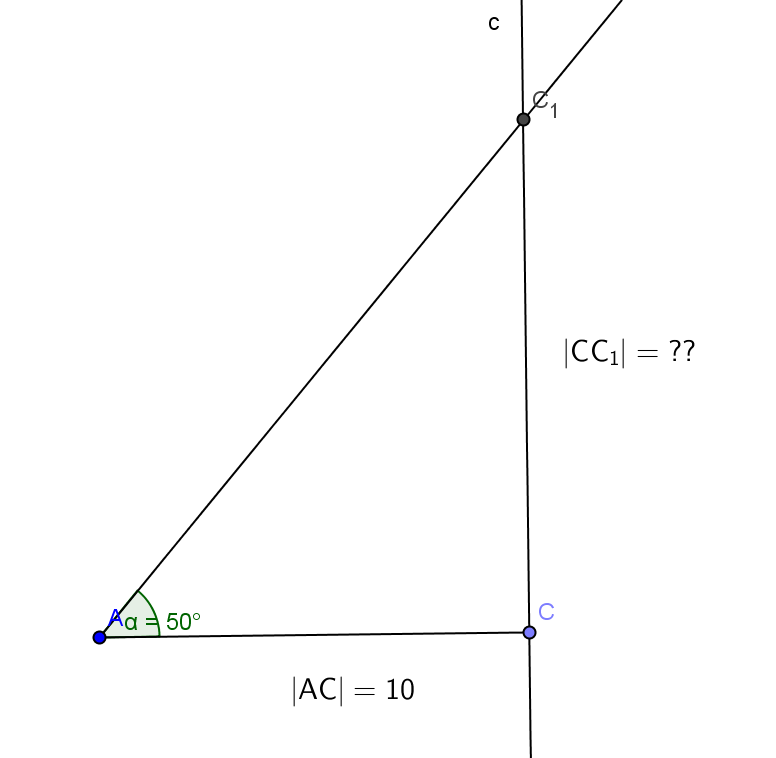 c
C₁
|CC₁| = ??
A
α = 50°
C
|AC| = 10